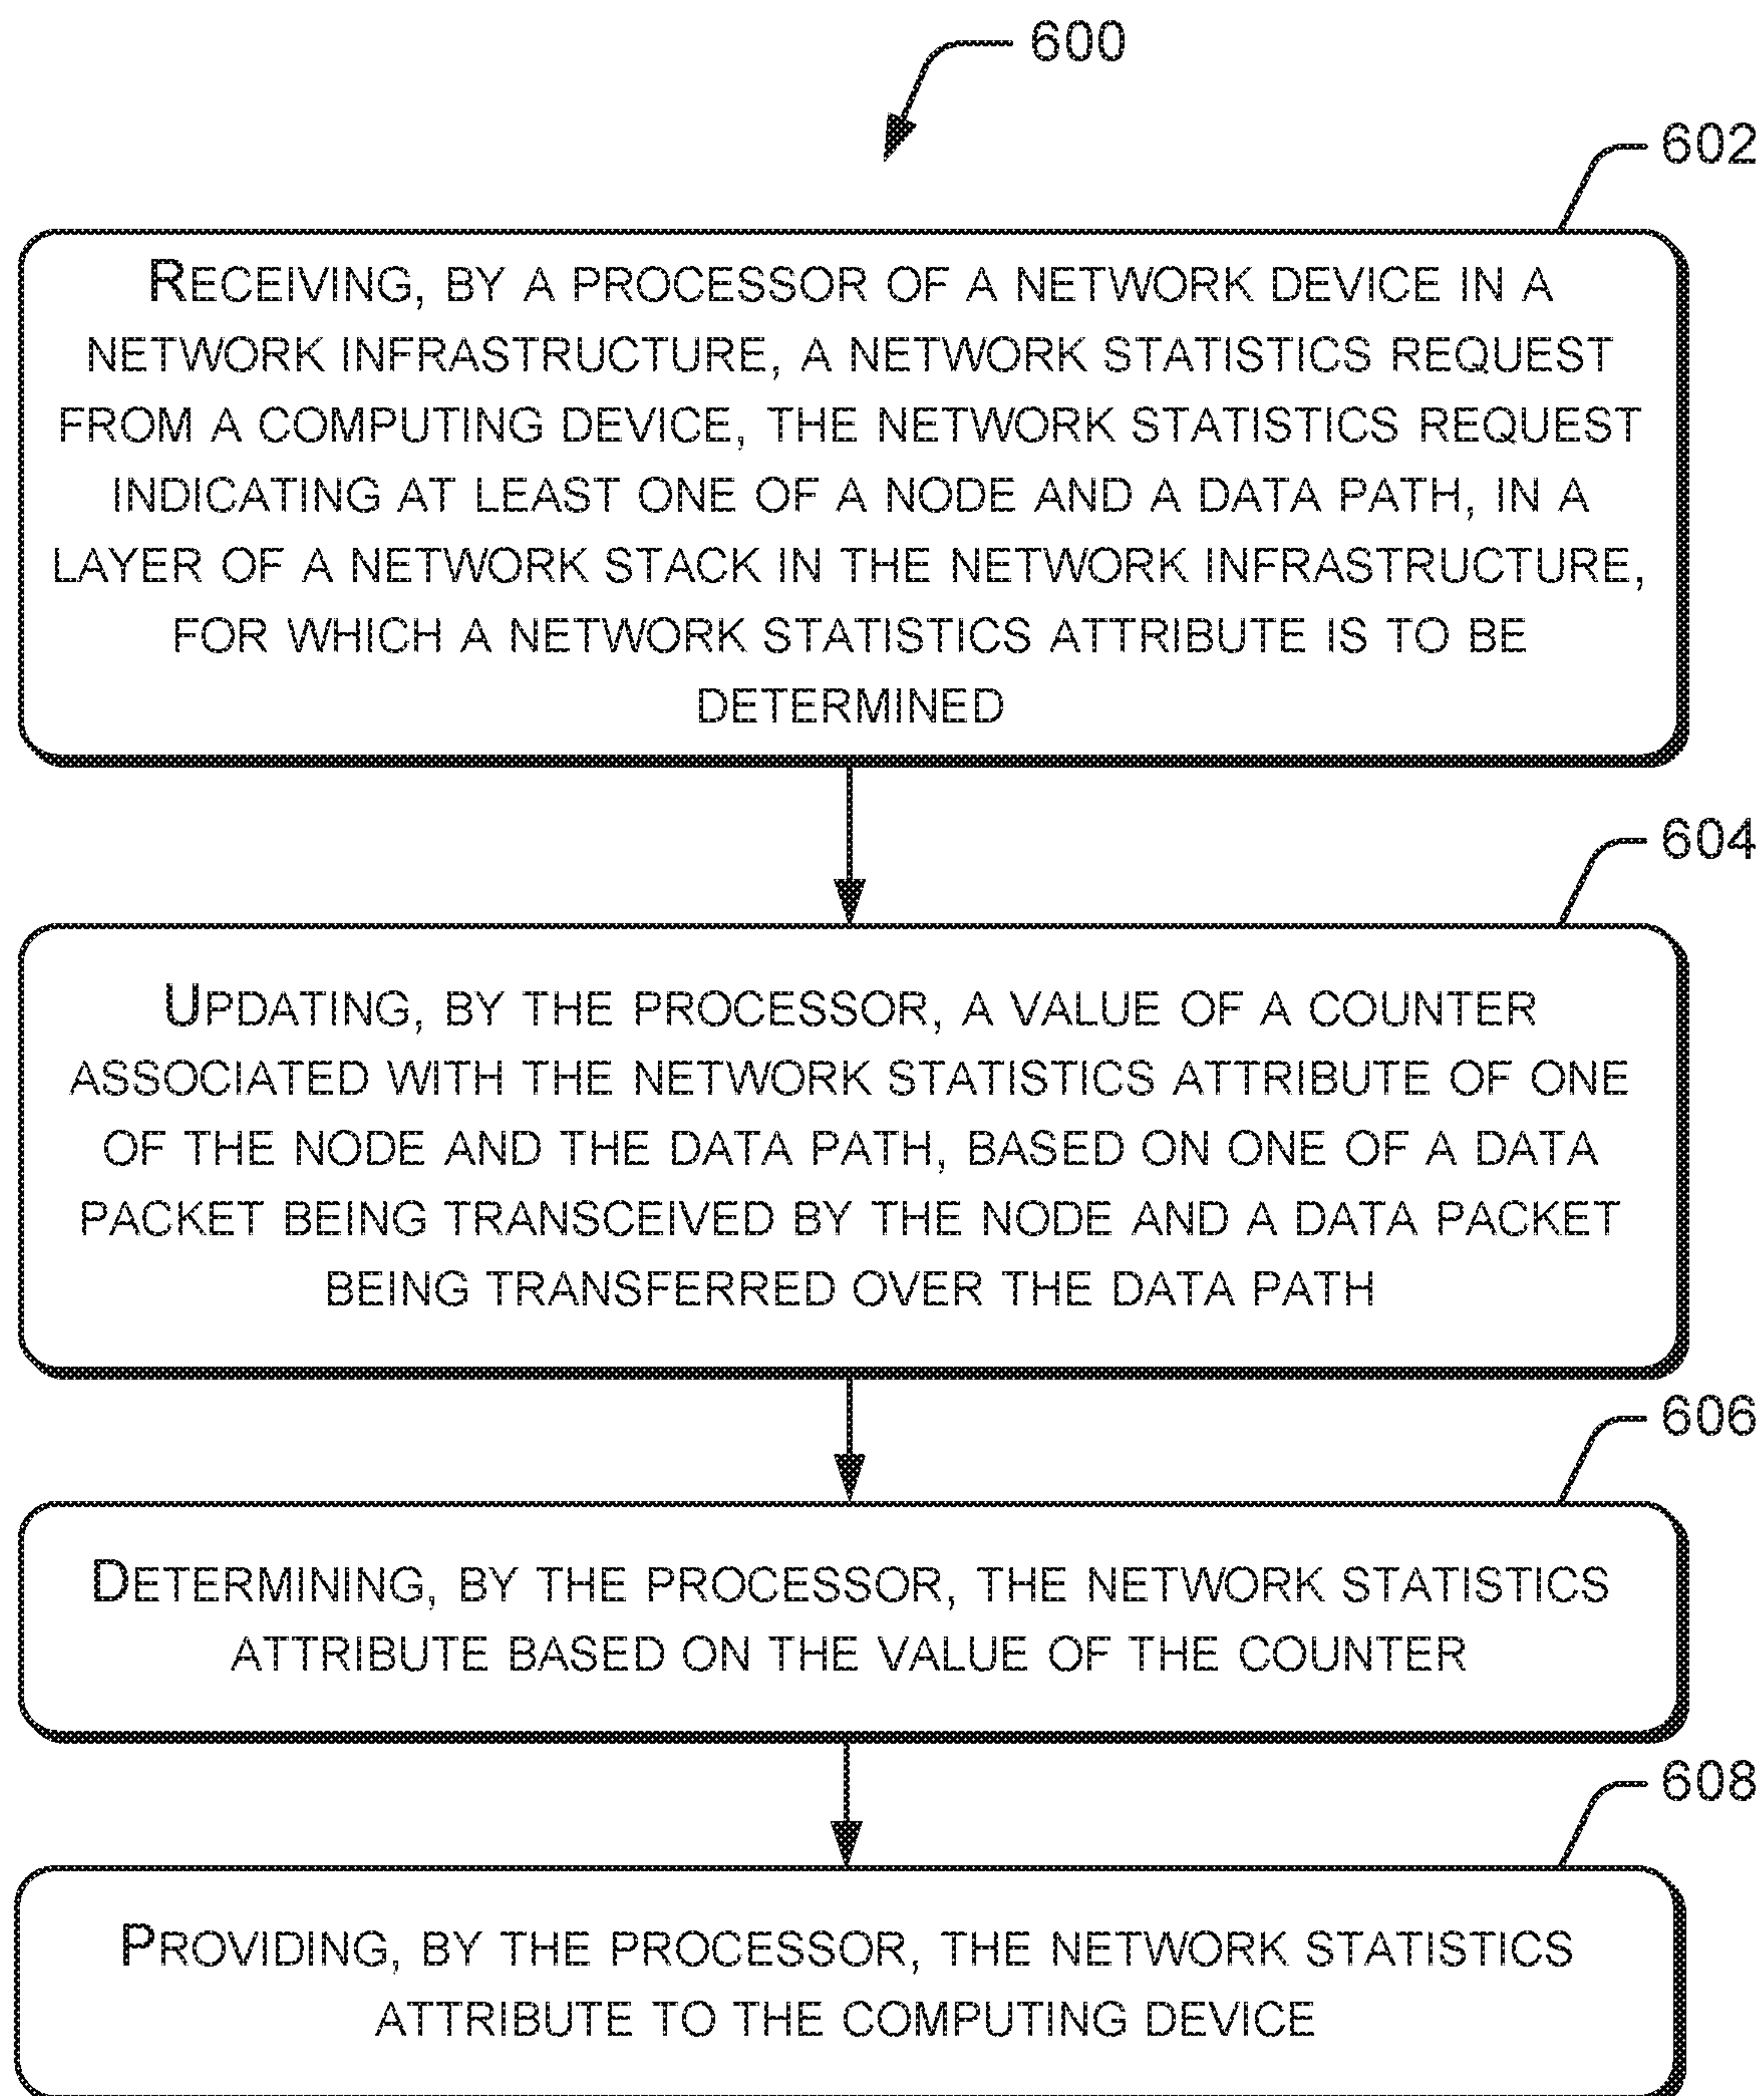 600
602
RECEIVING, BY A PROCESSOR OF A NETWORK DEVICE IN A
NETWORK INFRASTRUCTURE, A NETWORK STATISTICS REQUEST
FROM A COMPUTING DEVICE, THE NETWORK STATISTICS REQUEST
INDICATING AT LEAST ONE OF A NODE AND A DATA PATH, IN A
LAYER OF A NETWORK STACK IN THE NETWORK INFRASTRUCTURE,
FOR WHICH A NETWORK STATISTICS ATTRIBUTE IS TO BE
DETERMINED
604
UPDATING, BY THE PROCESSOR, A VALUE OF A COUNTER
ASSOCIATED WITH THE NETWORK STATISTICS ATTRIBUTE OF ONE
OF THE NODE AND THE DATA PATH, BASED ON ONE OF A DATA
PACKET BEING TRANSCEIVED BY THE NODE AND A DATA PACKET
BEING TRANSFERRED OVER THE DATA PATH
606
DETERMINING, BY THE PROCESSOR, THE NETWORK STATISTICS
ATTRIBUTE BASED ON THE VALUE OF THE COUNTER
608
PROVIDING, BY THE PROCESSOR, THE NETWORK STATISTICS
ATTRIBUTE TO THE COMPUTING DEVICE